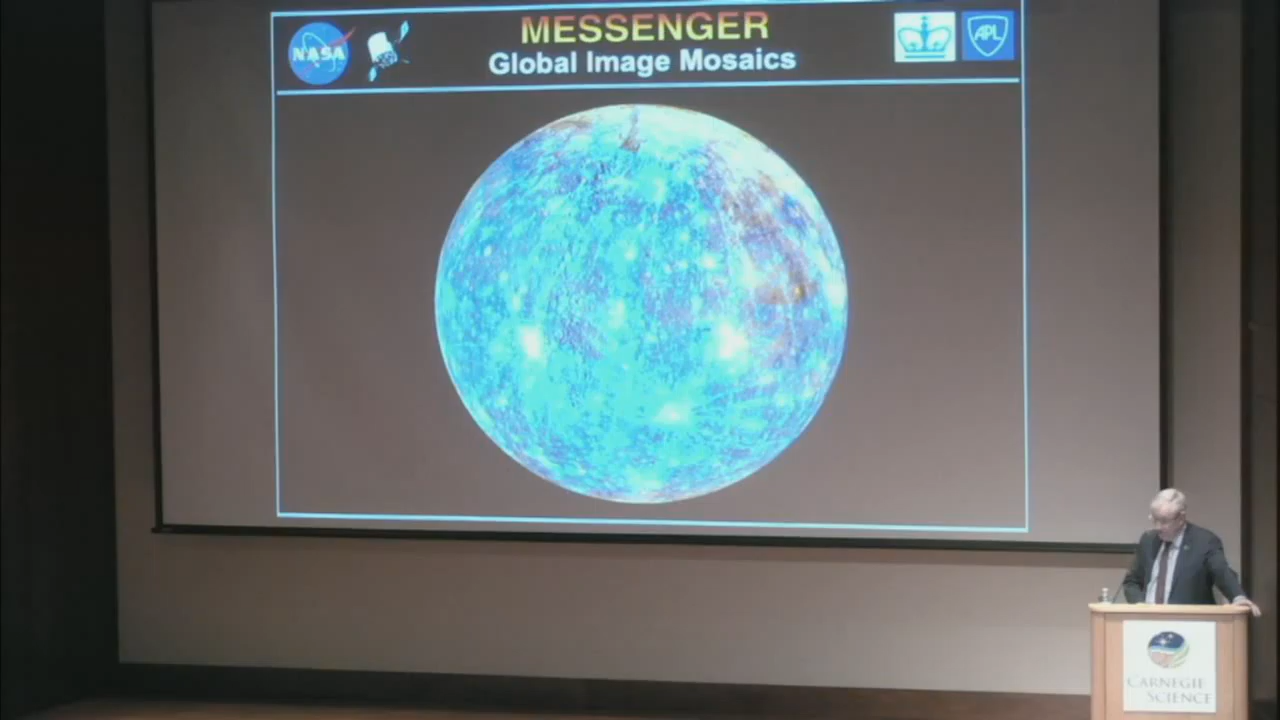 MESSENGER
Global Image Mosaics
NASA
APL
CARNEGIE
SCIENCE